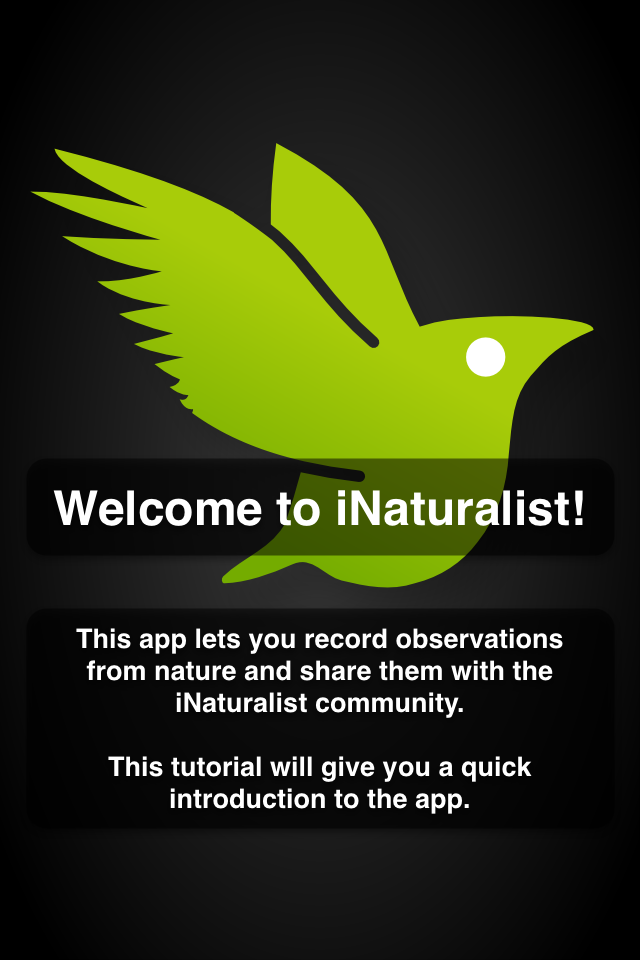 Welcome to iNaturalist!
This app lets you record observations
from nature and share them with the
iNaturalist community.
This tutorial will give you a quick
introduction to the app.